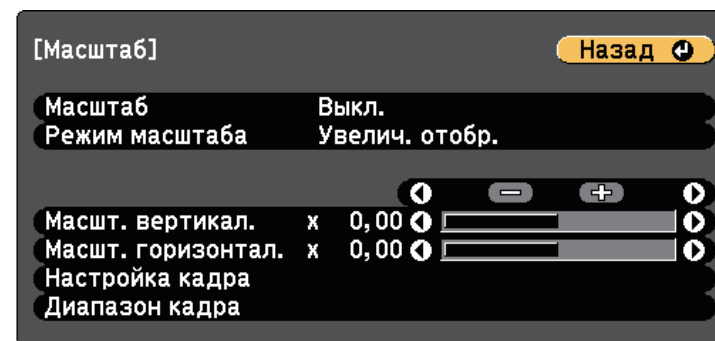 [Масштаб] Назад
Масштаб Выкл.
Режим масштаба Увелич. отобр.
Масшт. вертикал. x 0,00
Масшт. горизонтал. x 0,00
Настройка кадра
Диапазон кадра